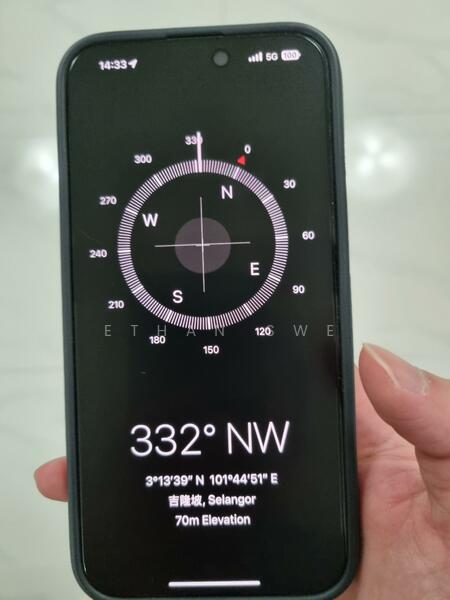 14:33 5G 100
330 0
300 30
N
270
W
240 60
E
210 S 90
180 150 120
ETHAN SWE
332° NW
3°13'39" N 101°44'51" E
吉隆坡, Selangor
70m Elevation